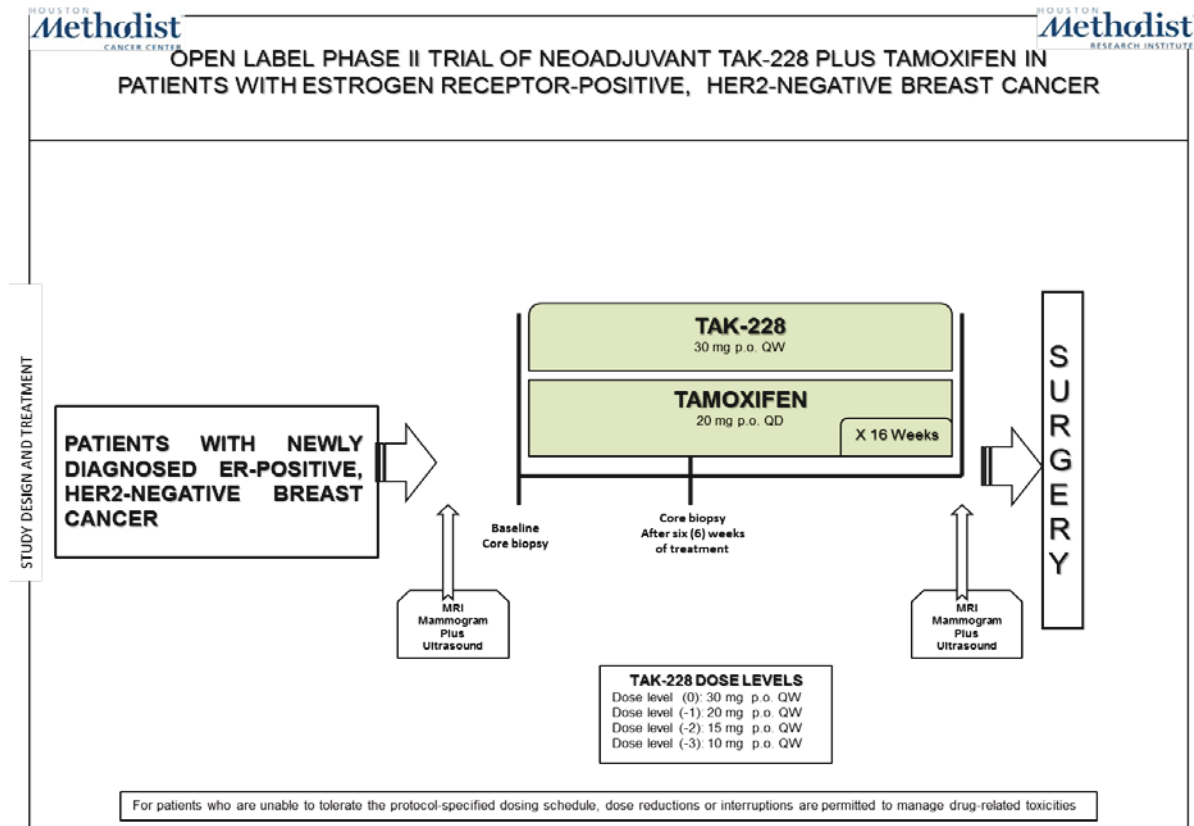 HOUSTON
Methodist
CANCER CENTER
HOUSTON
Methodist
RESEARCH INSTITUTE
OPEN LABEL PHASE II TRIAL OF NEOADJUVANT TAK-228 PLUS TAMOXIFEN IN
PATIENTS WITH ESTROGEN RECEPTOR-POSITIVE, HER2-NEGATIVE BREAST CANCER
STUDY DESIGN AND TREATMENT
PATIENTS WITH NEWLY
DIAGNOSED ER-POSITIVE,
HER2-NEGATIVE BREAST
CANCER
TAK-228
30 mg p.o. QW
TAMOXIFEN
20 mg p.o. QD
X 16 Weeks
Baseline
Core biopsy
Core biopsy
After six (6) weeks
of treatment
MRI
Mammogram
Plus
Ultrasound
MRI
Mammogram
Plus
Ultrasound
SURGERY
TAK-228 DOSE LEVELS
Dose level (0): 30 mg p.o. QW
Dose level (-1): 20 mg p.o. QW
Dose level (-2): 15 mg p.o. QW
Dose level (-3): 10 mg p.o. QW
For patients who are unable to tolerate the protocol-specified dosing schedule, dose reductions or interruptions are permitted to manage drug-related toxicities